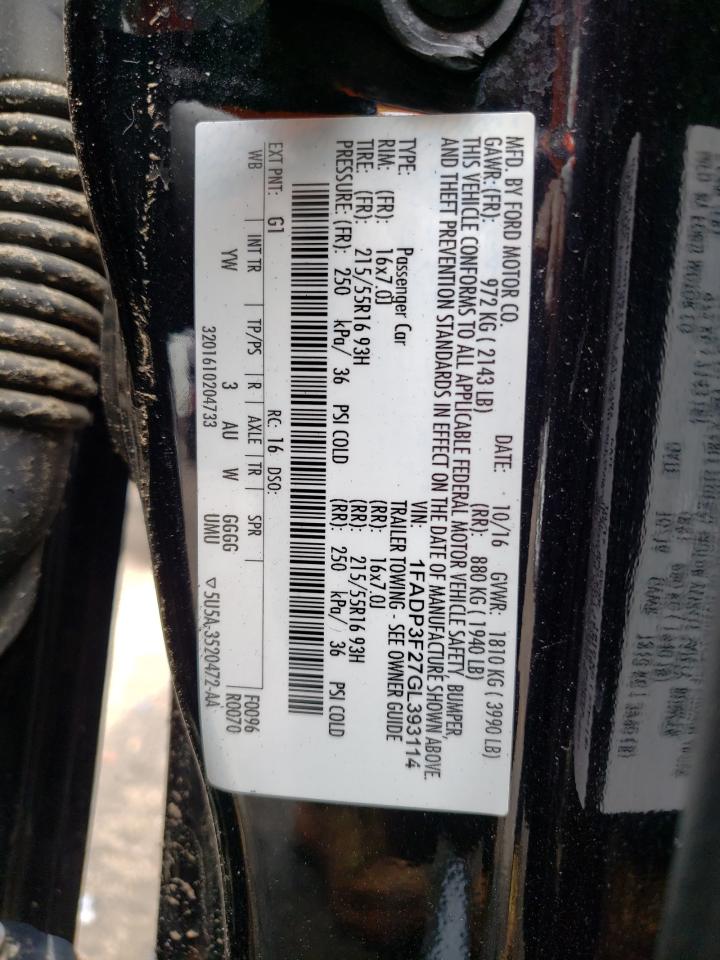 MFD. BY FORD MOTOR CO. DATE: 10/16 GVWR: 1810 KG ( 3990 LB)
GAWR: (FR): 972 KG ( 2143 LB) (RR): 880 KG ( 1940 LB)
THIS VEHICLE CONFORMS TO ALL APPLICABLE FEDERAL MOTOR VEHICLE SAFETY, BUMPER,
AND THEFT PREVENTION STANDARDS IN EFFECT ON THE DATE OF MANUFACTURE SHOWN ABOVE.
VIN: 1FADP3F27GL393114
TYPE: Passenger Car TRAILER TOWING - SEE OWNER GUIDE
RIM: (FR): 16x7.0J (RR): 16x7.0J
TIRE: (FR): 215/55R16 93H (RR): 215/55R16 93H
PRESSURE: (FR): 250 kPa/ 36 PSI COLD (RR): 250 kPa/ 36 PSI COLD
EXT PNT: G1 RC: 16 DSO: F0096
WB INT TR TP/PS R AXLE TR SPR R0070
YW 3 AU W GGGG ▽5U5A-3520472-AA
3201610204733 UMU